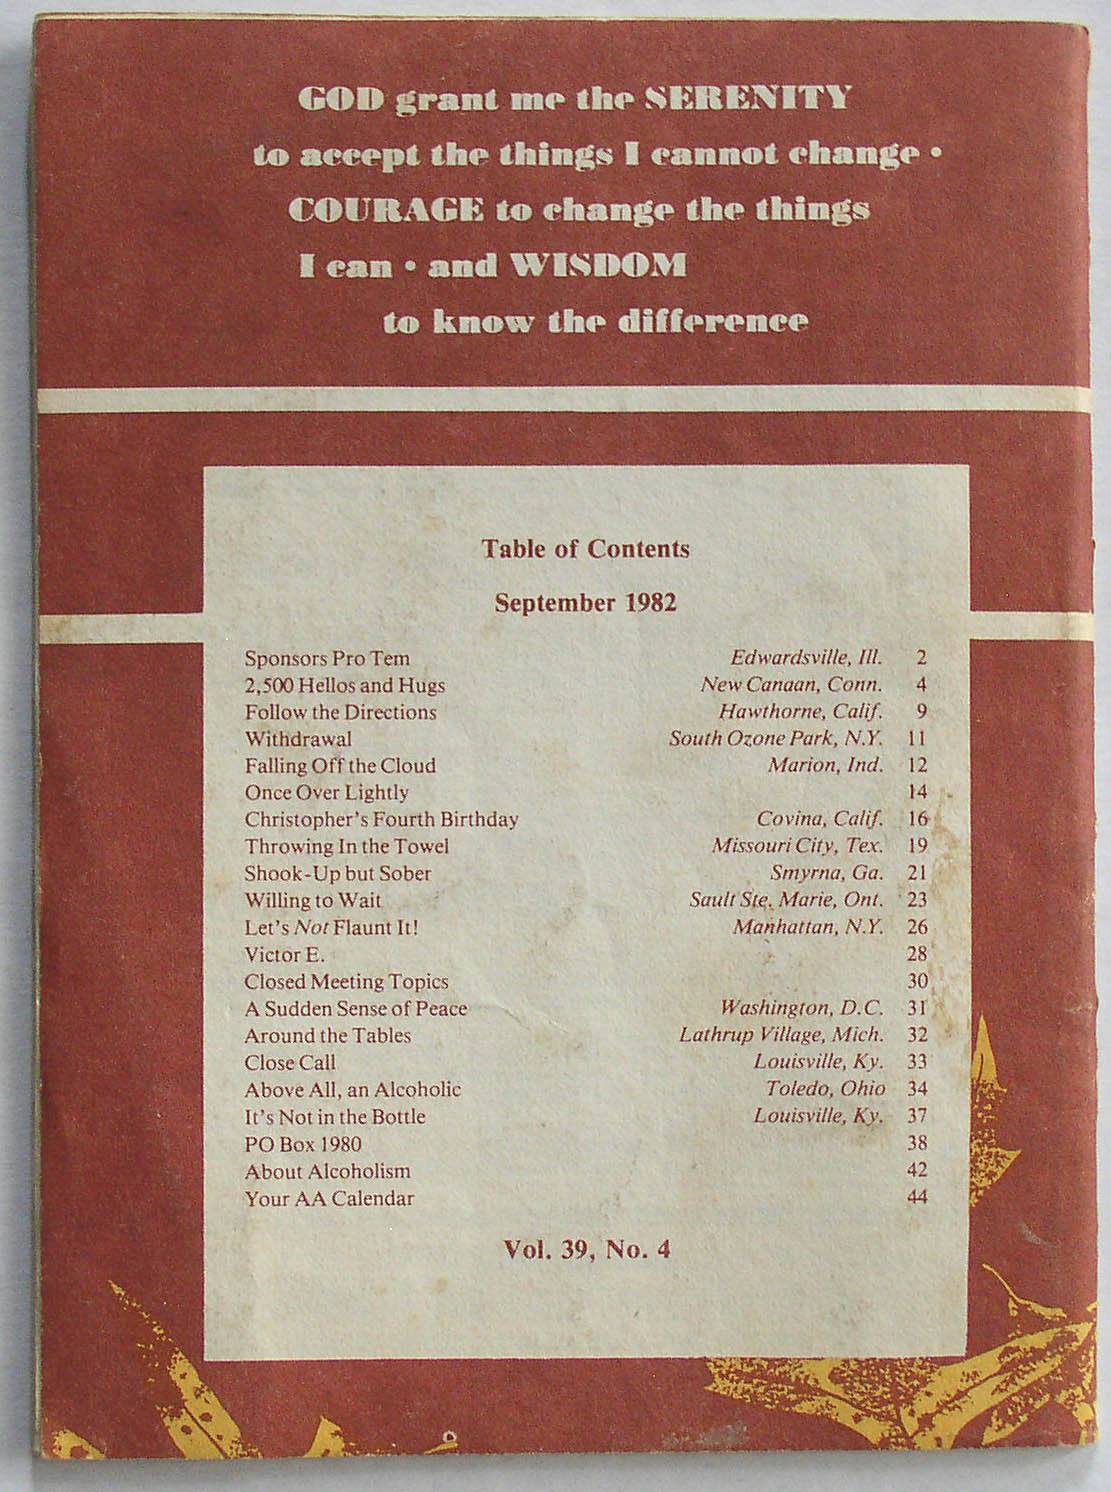 GOD grant me the SERENITY
to accept the things I cannot change •
COURAGE to change the things
I can • and WISDOM
to know the difference
Table of Contents
September 1982
Sponsors Pro Tem Edwardsville, Ill. 2
2,500 Hellos and Hugs New Canaan, Conn. 4
Follow the Directions Hawthorne, Calif. 9
Withdrawal South Ozone Park, N.Y. 11
Falling Off the Cloud Marion, Ind. 12
Once Over Lightly 14
Christopher's Fourth Birthday Covina, Calif. 16
Throwing In the Towel Missouri City, Tex. 19
Shook-Up but Sober Smyrna, Ga. 21
Willing to Wait Sault Ste. Marie, Ont. 23
Let's Not Flaunt It! Manhattan, N.Y. 26
Victor E. 28
Closed Meeting Topics 30
A Sudden Sense of Peace Washington, D.C. 31
Around the Tables Lathrup Village, Mich. 32
Close Call Louisville, Ky. 33
Above All, an Alcoholic Toledo, Ohio 34
It's Not in the Bottle Louisville, Ky. 37
PO Box 1980 38
About Alcoholism 42
Your AA Calendar 44
Vol. 39, No. 4